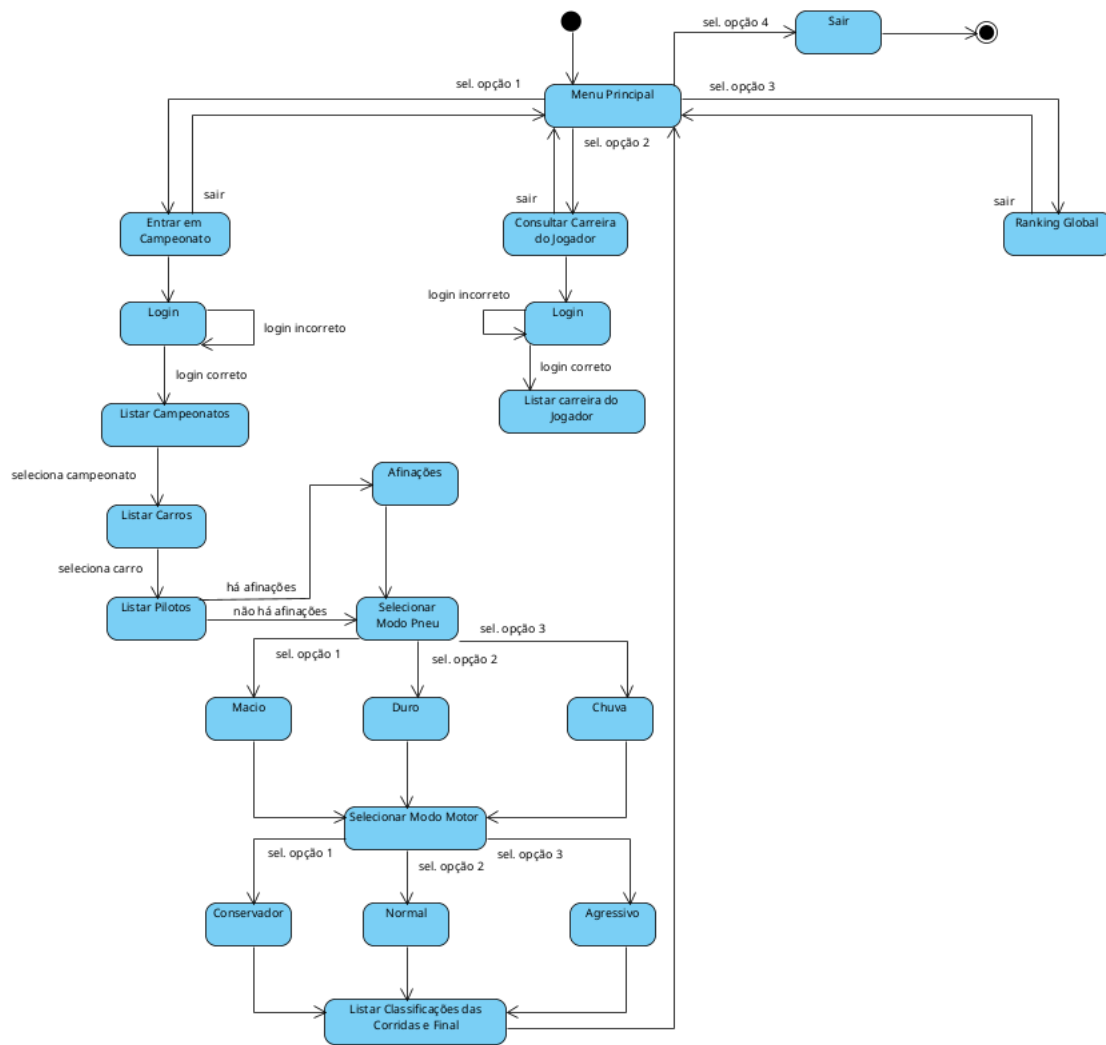 sel. opção 4
Sair
sel. opção 1
Menu Principal
sel. opção 3
sel. opção 2
sair
sair
sair
Entrar em
Campeonato
Consultar Carreira
do Jogador
Ranking Global
Login
login incorreto
login incorreto
Login
login correto
login correto
Listar Campeonatos
Listar carreira do
Jogador
seleciona campeonato
Afinações
Listar Carros
seleciona carro
há afinações
Listar Pilotos
não há afinações
Selecionar
Modo Pneu
sel. opção 1
sel. opção 2
sel. opção 3
Macio
Duro
Chuva
Selecionar Modo Motor
sel. opção 1
sel. opção 2
sel. opção 3
Conservador
Normal
Agressivo
Listar Classificações das
Corridas e Final